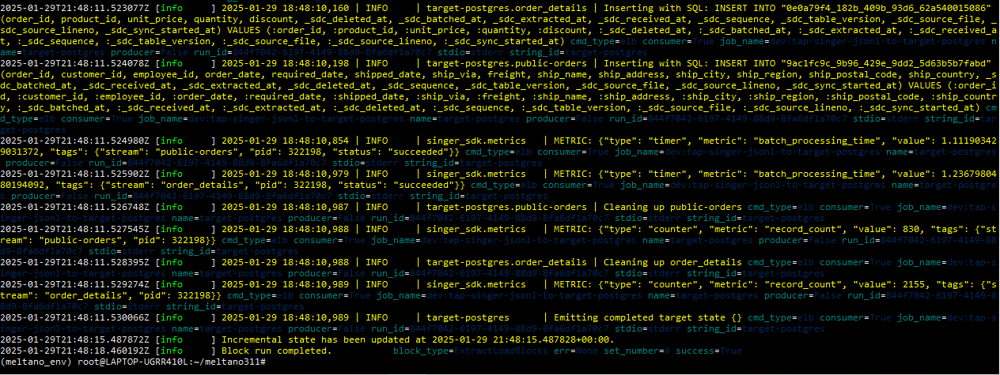 2025-01-29T21:48:11.523077Z [info     ] 2025-01-29 18:48:10,160 | INFO     | target-postgres.order_details | Inserting with SQL: INSERT INTO "0e0a79f4_182b_409b_93d6_62a540015086"
(order_id, product_id, unit_price, quantity, discount, _sdc_deleted_at, _sdc_batched_at, _sdc_extracted_at, _sdc_received_at, _sdc_sequence, _sdc_table_version, _sdc_source_file,
_sdc_source_lineno, _sdc_sync_started_at) VALUES (:order_id, :product_id, :unit_price, :quantity, :discount, :_sdc_deleted_at, :_sdc_batched_at, :_sdc_extracted_at, :_sdc_received_a
t, :_sdc_sequence, :_sdc_table_version, :_sdc_source_file, :_sdc_source_lineno, :_sdc_sync_started_at) cmd_type=elb consumer=True job_name=dev:tap-singer-jsonl-to-target-postgres n
ame=target-postgres producer=False run_id=844f7042-6197-4149-88d9-8fa6df1a70c7 stdio=stderr string_id=target-postgres
2025-01-29T21:48:11.524078Z [info     ] 2025-01-29 18:48:10,198 | INFO     | target-postgres.public-orders | Inserting with SQL: INSERT INTO "9ac1fc9c_9b96_429e_9dd2_5d63b5b7fabd"
(order_id, customer_id, employee_id, order_date, required_date, shipped_date, ship_via, freight, ship_name, ship_address, ship_city, ship_region, ship_postal_code, ship_country, _s
dc_batched_at, _sdc_received_at, _sdc_extracted_at, _sdc_deleted_at, _sdc_sequence, _sdc_table_version, _sdc_source_file, _sdc_source_lineno, _sdc_sync_started_at) VALUES (:order_i
d, :customer_id, :employee_id, :order_date, :required_date, :shipped_date, :ship_via, :freight, :ship_name, :ship_address, :ship_city, :ship_region, :ship_postal_code, :ship_countr
y, :_sdc_batched_at, :_sdc_received_at, :_sdc_extracted_at, :_sdc_deleted_at, :_sdc_sequence, :_sdc_table_version, :_sdc_source_file, :_sdc_source_lineno, :_sdc_sync_started_at) cm
d_type=elb consumer=True job_name=dev:tap-singer-jsonl-to-target-postgres name=target-postgres producer=False run_id=844f7042-6197-4149-88d9-8fa6df1a70c7 stdio=stderr string_id=tar
get-postgres
2025-01-29T21:48:11.524980Z [info     ] 2025-01-29 18:48:10,854 | INFO     | singer_sdk.metrics   | METRIC: {"type": "timer", "metric": "batch_processing_time", "value": 1.11190342
9031372, "tags": {"stream": "public-orders", "pid": 322198, "status": "succeeded"}} cmd_type=elb consumer=True job_name=dev:tap-singer-jsonl-to-target-postgres name=target-postgres
producer=False run_id=844f7042-6197-4149-88d9-8fa6df1a70c7 stdio=stderr string_id=target-postgres
2025-01-29T21:48:11.525902Z [info     ] 2025-01-29 18:48:10,979 | INFO     | singer_sdk.metrics   | METRIC: {"type": "timer", "metric": "batch_processing_time", "value": 1.23679804
80194092, "tags": {"stream": "order_details", "pid": 322198, "status": "succeeded"}} cmd_type=elb consumer=True job_name=dev:tap-singer-jsonl-to-target-postgres name=target-postgre
s producer=False run_id=844f7042-6197-4149-88d9-8fa6df1a70c7 stdio=stderr string_id=target-postgres
2025-01-29T21:48:11.526748Z [info     ] 2025-01-29 18:48:10,987 | INFO     | target-postgres.public-orders | Cleaning up public-orders cmd_type=elb consumer=True job_name=dev:tap-s
inger-jsonl-to-target-postgres name=target-postgres producer=False run_id=844f7042-6197-4149-88d9-8fa6df1a70c7 stdio=stderr string_id=target-postgres
2025-01-29T21:48:11.527545Z [info     ] 2025-01-29 18:48:10,988 | INFO     | singer_sdk.metrics   | METRIC: {"type": "counter", "metric": "record_count", "value": 830, "tags": {"st
ream": "public-orders", "pid": 322198}} cmd_type=elb consumer=True job_name=dev:tap-singer-jsonl-to-target-postgres name=target-postgres producer=False run_id=844f7042-6197-4149-88
d9-8fa6df1a70c7 stdio=stderr string_id=target-postgres
2025-01-29T21:48:11.528395Z [info     ] 2025-01-29 18:48:10,988 | INFO     | target-postgres.order_details | Cleaning up order_details cmd_type=elb consumer=True job_name=dev:tap-s
inger-jsonl-to-target-postgres name=target-postgres producer=False run_id=844f7042-6197-4149-88d9-8fa6df1a70c7 stdio=stderr string_id=target-postgres
2025-01-29T21:48:11.529274Z [info     ] 2025-01-29 18:48:10,989 | INFO     | singer_sdk.metrics   | METRIC: {"type": "counter", "metric": "record_count", "value": 2155, "tags": {"s
tream": "order_details", "pid": 322198}} cmd_type=elb consumer=True job_name=dev:tap-singer-jsonl-to-target-postgres name=target-postgres producer=False run_id=844f7042-6197-4149-8
8d9-8fa6df1a70c7 stdio=stderr string_id=target-postgres
2025-01-29T21:48:11.530066Z [info     ] 2025-01-29 18:48:10,989 | INFO     | target-postgres      | Emitting completed target state {} cmd_type=elb consumer=True job_name=dev:tap-s
inger-jsonl-to-target-postgres name=target-postgres producer=False run_id=844f7042-6197-4149-88d9-8fa6df1a70c7 stdio=stderr string_id=target-postgres
2025-01-29T21:48:15.487872Z [info     ] Incremental state has been updated at 2025-01-29 21:48:15.487828+00:00.
2025-01-29T21:48:18.460192Z [info     ] Block run completed.           block_type=ExtractLoadBlocks err=None set_number=0 success=True
(meltano_env) root@LAPTOP-UGRR410L:~/meltano311#